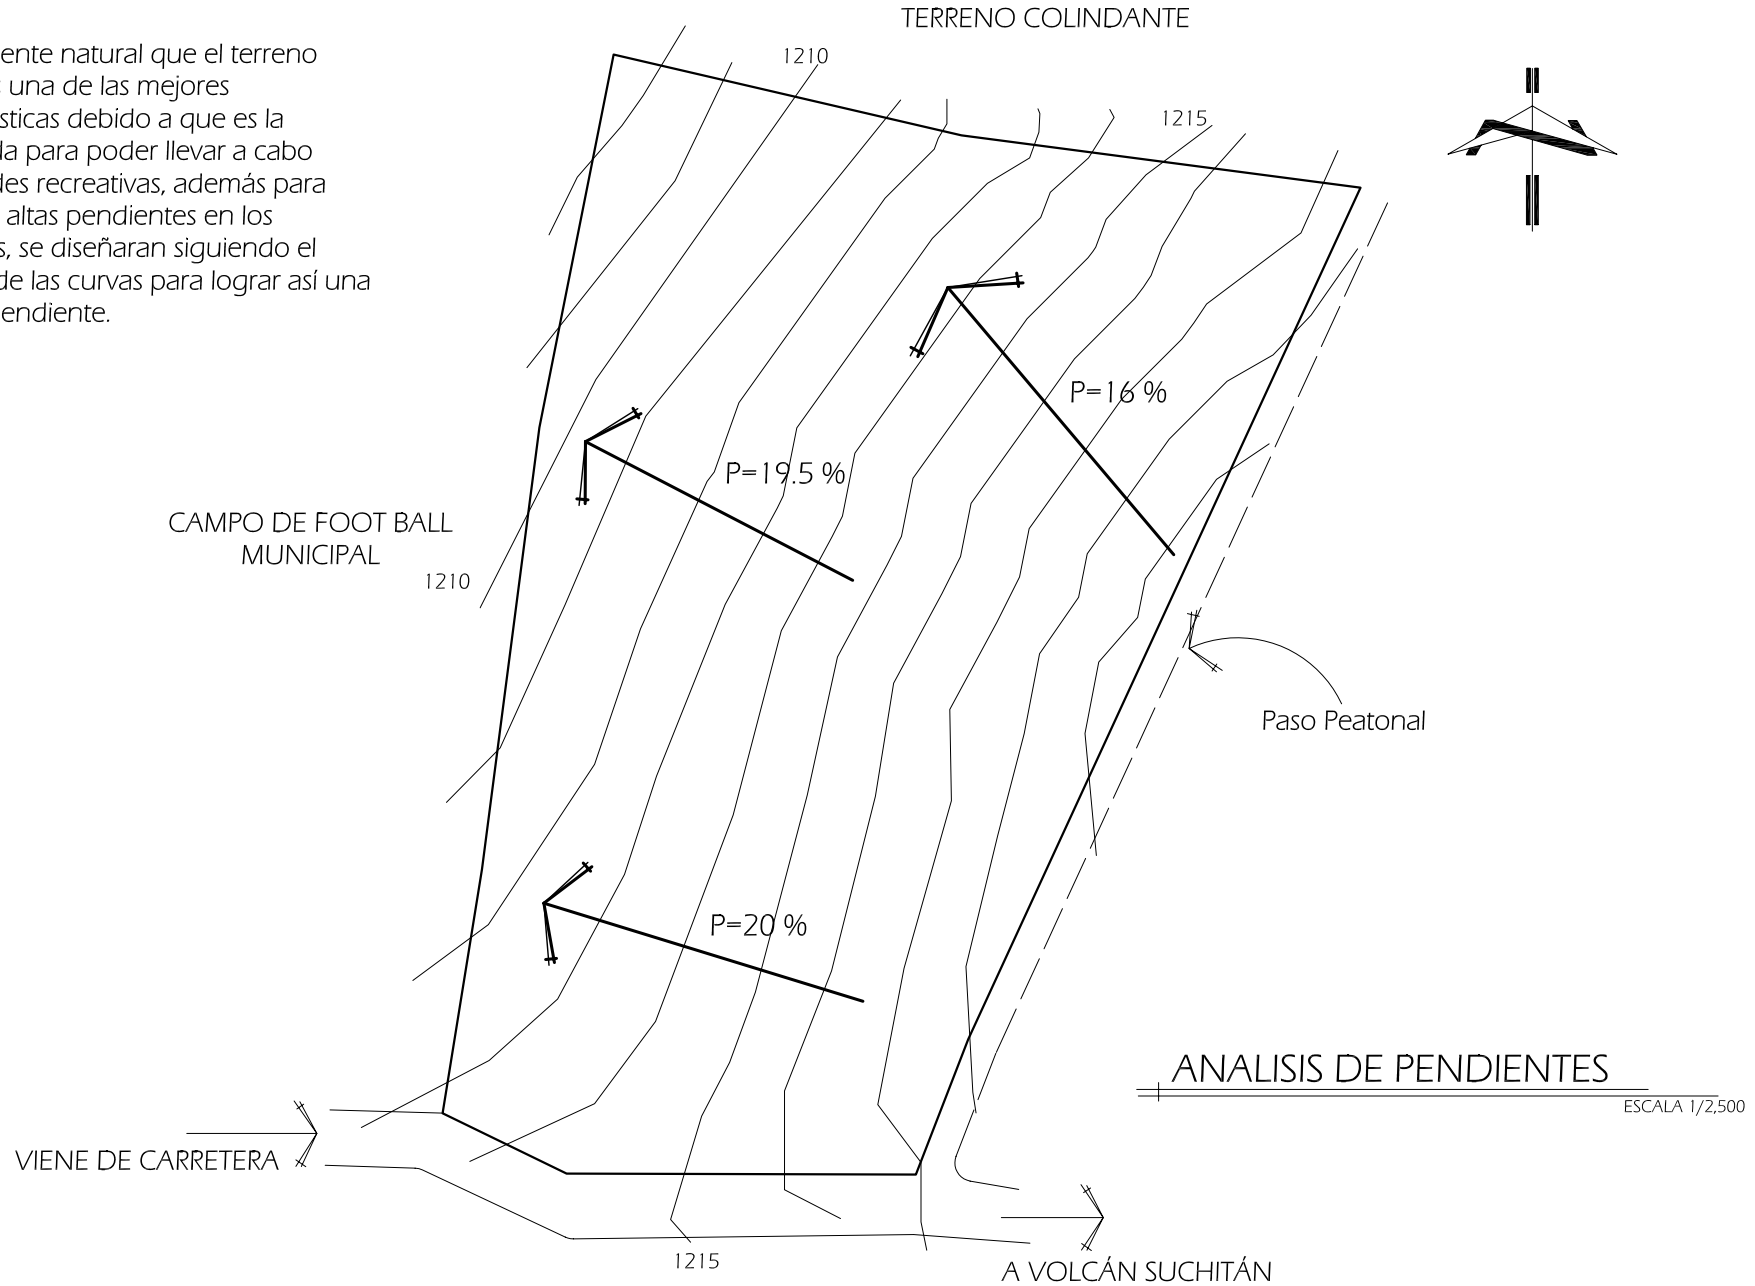 TERRENO COLINDANTE
ente natural que el terreno
una de las mejores
sticas debido a que es la
da para poder llevar a cabo
des recreativas, además para
altas pendientes en los
s, se diseñaran siguiendo el
de las curvas para lograr así una
endiente.
1210
1215
P=16 %
P=19.5 %
CAMPO DE FOOT BALL
MUNICIPAL
1210
Paso Peatonal
P=20 %
ANALISIS DE PENDIENTES
ESCALA 1/2,500
VIENE DE CARRETERA
1215
A VOLCÁN SUCHITÁN